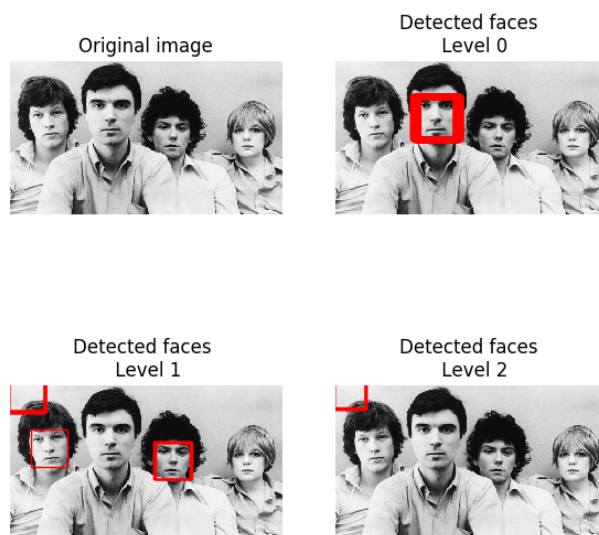 Original image
Detected faces
Level 0
Detected faces
Level 1
Detected faces
Level 2